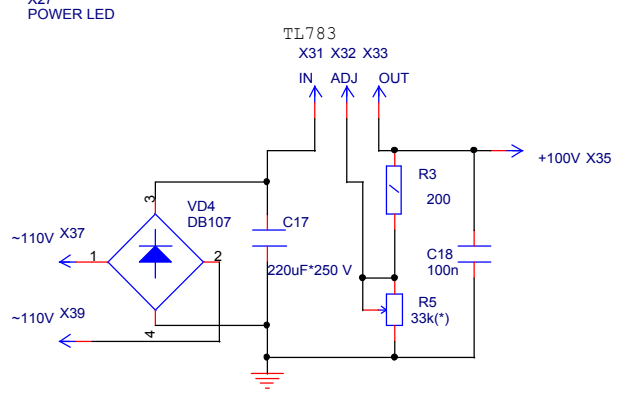 POWER LED
TL783
X31 X32 X33
IN ADJ OUT
+100V X35
R3
200
3
VD4
DB107
C17
~110V X37
1
2
C18
100n
220uF*250 V
R5
33k(*)
~110V X39
4